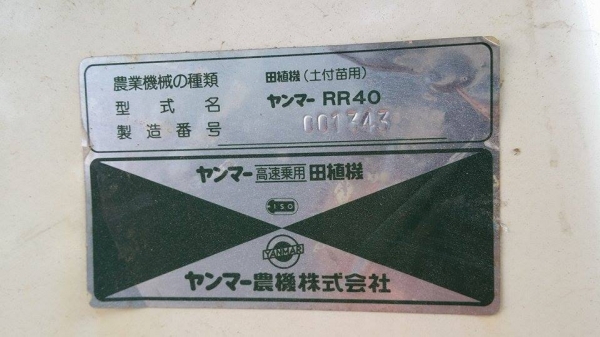 農業機械の種類 田植機(土付苗用)
型式名 ヤンマー RR40
製造番号 001343
ヤンマー 高速乗用 田植機
ISO
YANMAR
ヤンマー農機株式会社